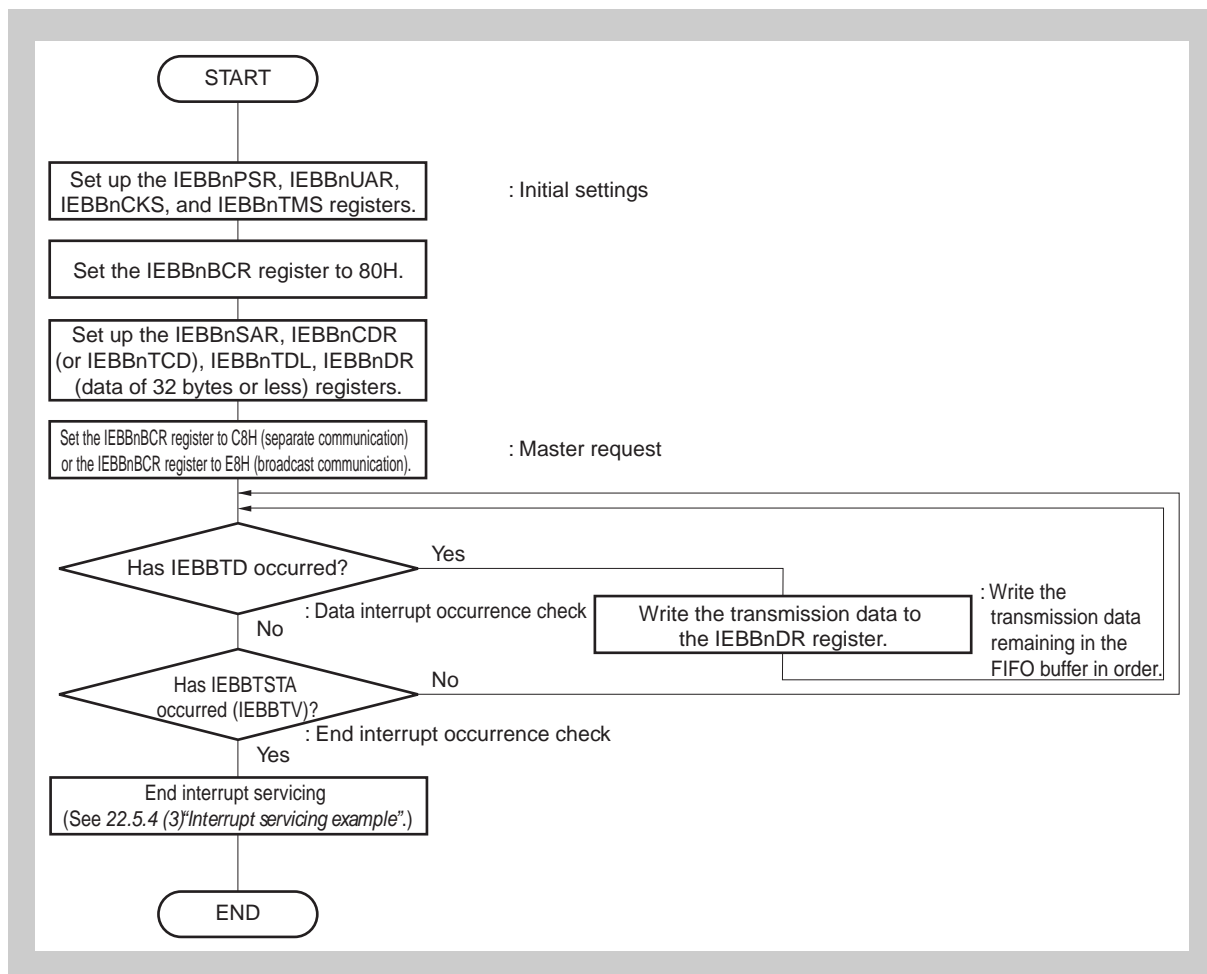 START
Set up the IEBBnPSR, IEBBnUAR,
IEBBnCKS, and IEBBnTMS registers.
: Initial settings
Set the IEBBnBCR register to 80H.
Set up the IEBBnSAR, IEBBnCDR
(or IEBBnTCD), IEBBnTDL, IEBBnDR
(data of 32 bytes or less) registers.
Set the IEBBnBCR register to C8H (separate communication)
or the IEBBnBCR register to E8H (broadcast communication).
: Master request
Has IEBBTD occurred?
Yes
: Data interrupt occurrence check
No
Write the transmission data to
the IEBBnDR register.
: Write the
transmission data
remaining in the
FIFO buffer in order.
Has IEBBTSTA
occurred (IEBBTV)?
No
: End interrupt occurrence check
Yes
End interrupt servicing
(See 22.5.4 (3)"Interrupt servicing example".)
END